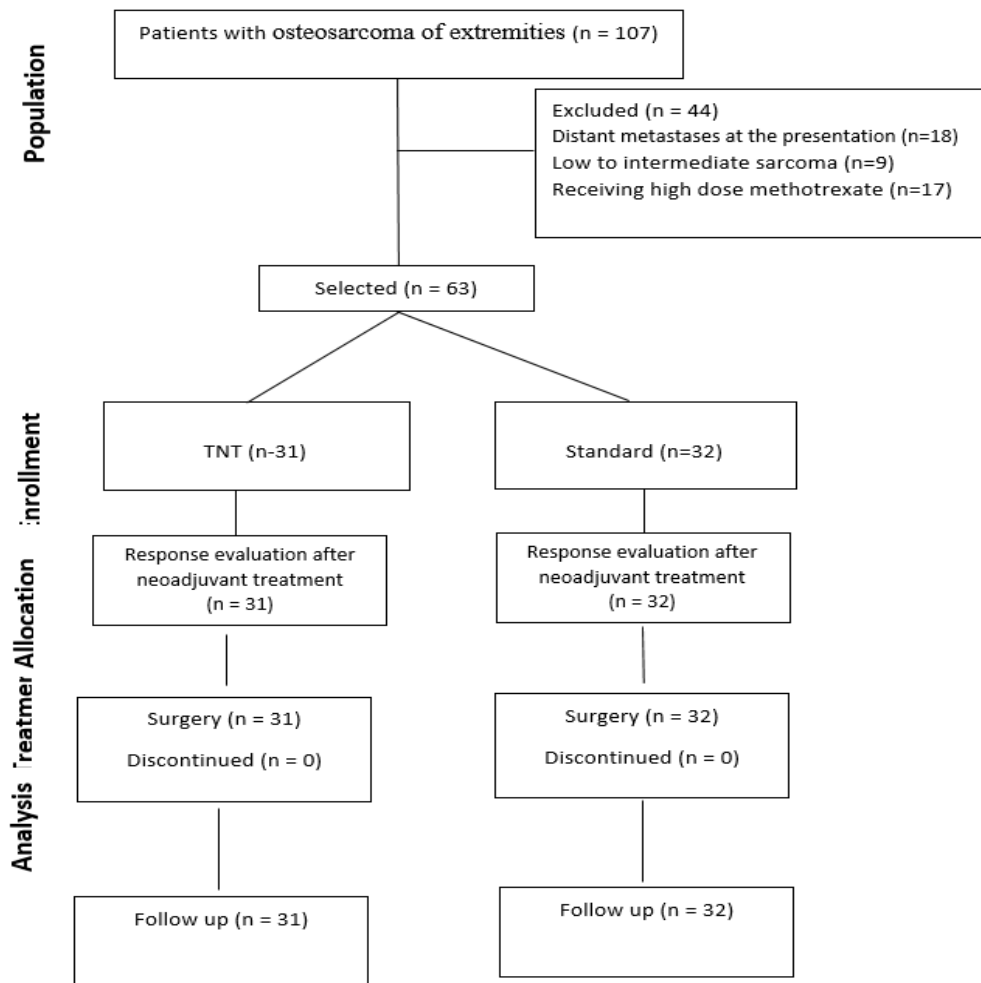 Patients with osteosarcoma of extremities (n = 107)
Population
Excluded (n = 44)
Distant metastases at the presentation (n=18)
Low to intermediate sarcoma (n=9)
Receiving high dose methotrexate (n=17)
Selected (n = 63)
TNT (n-31)
Standard (n=32)
nrollment
Response evaluation after
neoadjuvant treatment
(n = 31)
Response evaluation after
neoadjuvant treatment
(n = 32)
Allocation
Surgery (n = 31)
Discontinued (n = 0)
Surgery (n = 32)
Discontinued (n = 0)
reatmer
Analysis
Follow up (n = 31)
Follow up (n = 32)